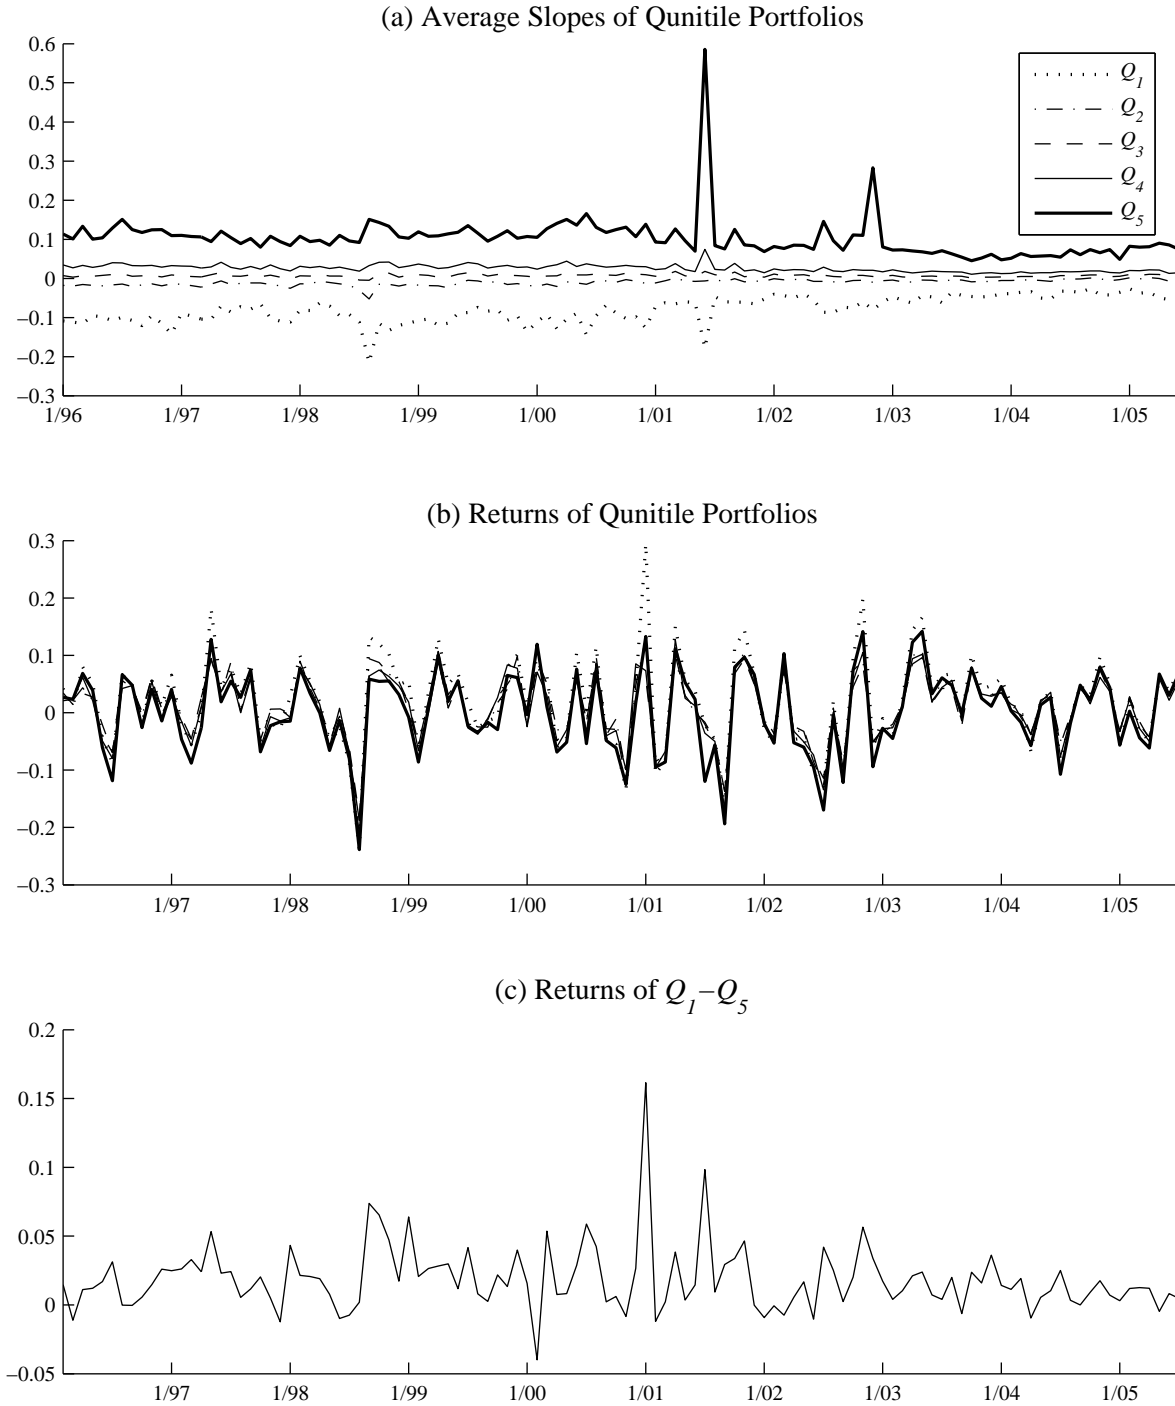 (a) Average Slopes of Qunitile Portfolios
0.6
0.5
0.4
0.3
0.2
0.1
0
−0.1
−0.2
−0.3
1/96 1/97 1/98 1/99 1/00 1/01 1/02 1/03 1/04 1/05
Q1
Q2
Q3
Q4
Q5
(b) Returns of Qunitile Portfolios
0.3
0.2
0.1
0
−0.1
−0.2
−0.3
1/97 1/98 1/99 1/00 1/01 1/02 1/03 1/04 1/05
(c) Returns of Q1−Q5
0.2
0.15
0.1
0.05
0
−0.05
1/97 1/98 1/99 1/00 1/01 1/02 1/03 1/04 1/05